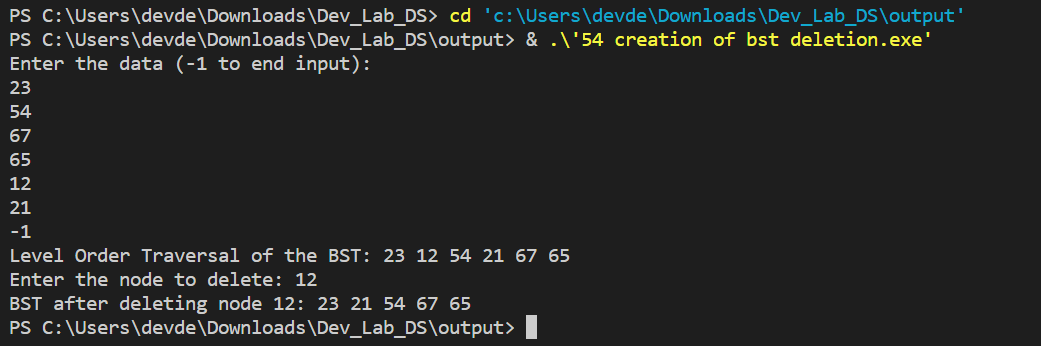 PS C:\Users\devde\Downloads\Dev_Lab_DS> cd 'c:\Users\devde\Downloads\Dev_Lab_DS\output'
PS C:\Users\devde\Downloads\Dev_Lab_DS\output> & .\'54 creation of bst deletion.exe'
Enter the data (-1 to end input):
23
54
67
65
12
21
-1
Level Order Traversal of the BST: 23 12 54 21 67 65
Enter the node to delete: 12
BST after deleting node 12: 23 21 54 67 65
PS C:\Users\devde\Downloads\Dev_Lab_DS\output>